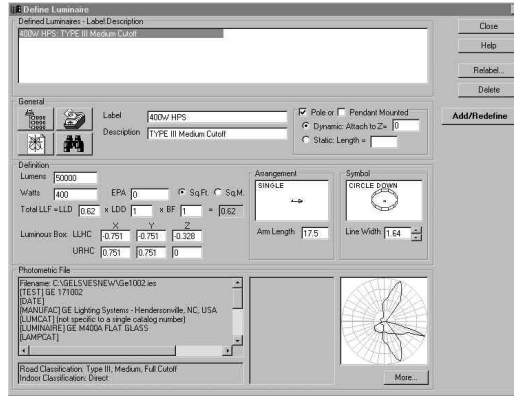 Define Luminaire
Defined Luminaires - Label:Description
400W HPS: TYPE III Medium Cutoff
Close
Help
Relabel...
Delete
Add/Redefine
General
Label 400W HPS
Description TYPE III Medium Cutoff
Pole or Pendant Mounted
Dynamic: Attach to Z= 0
Static: Length =
Definition
Lumens 50000
Watts 400 EPA 0 Sq.Ft. Sq.M.
Total LLF =LLD 0.62 x LDD 1 x BF 1 = 0.62
X Y Z
Luminous Box: LLHC -0.751 -0.751 -0.328
URHC 0.751 0.751 0
Arrangement
SINGLE
Arm Length 17.5
Symbol
CIRCLE DOWN
Line Width 1.64
Photometric File
Filename: C:\GELS\IESNEW\Ge1002.ies
[TEST] GE 171002
[DATE]
[MANUFAC] GE Lighting Systems - Hendersonville, NC, USA
[LUMCAT] (not specific to a single catalog number)
[LUMINAIRE] GE M400A FLAT GLASS
[LAMPCAT]
Road Classification: Type III, Medium, Full Cutoff
Indoor Classification: Direct
More...